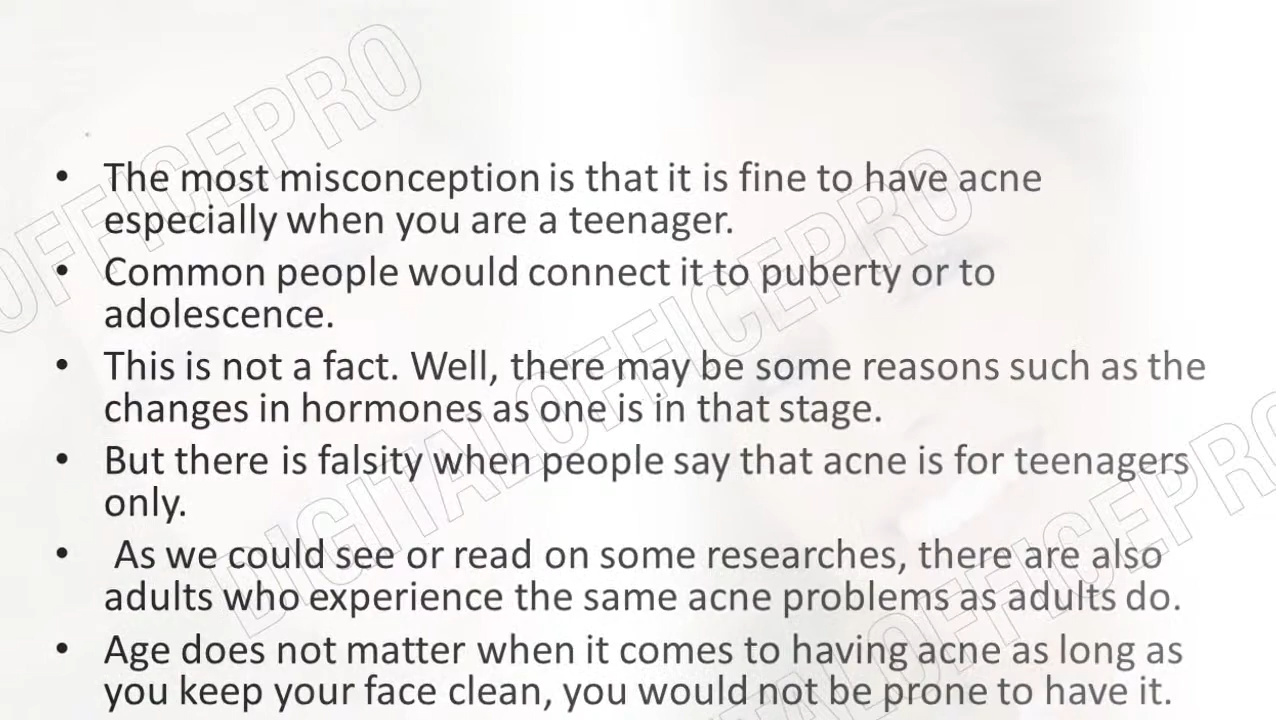 • The most misconception is that it is fine to have acne
especially when you are a teenager.
• Common people would connect it to puberty or to
adolescence.
• This is not a fact. Well, there may be some reasons such as the
changes in hormones as one is in that stage.
• But there is falsity when people say that acne is for teenagers
only.
• As we could see or read on some researches, there are also
adults who experience the same acne problems as adults do.
• Age does not matter when it comes to having acne as long as
you keep your face clean, you would not be prone to have it.
OFFICEPRO
DIGITALOFFICEPRO
LOFFICEPRO